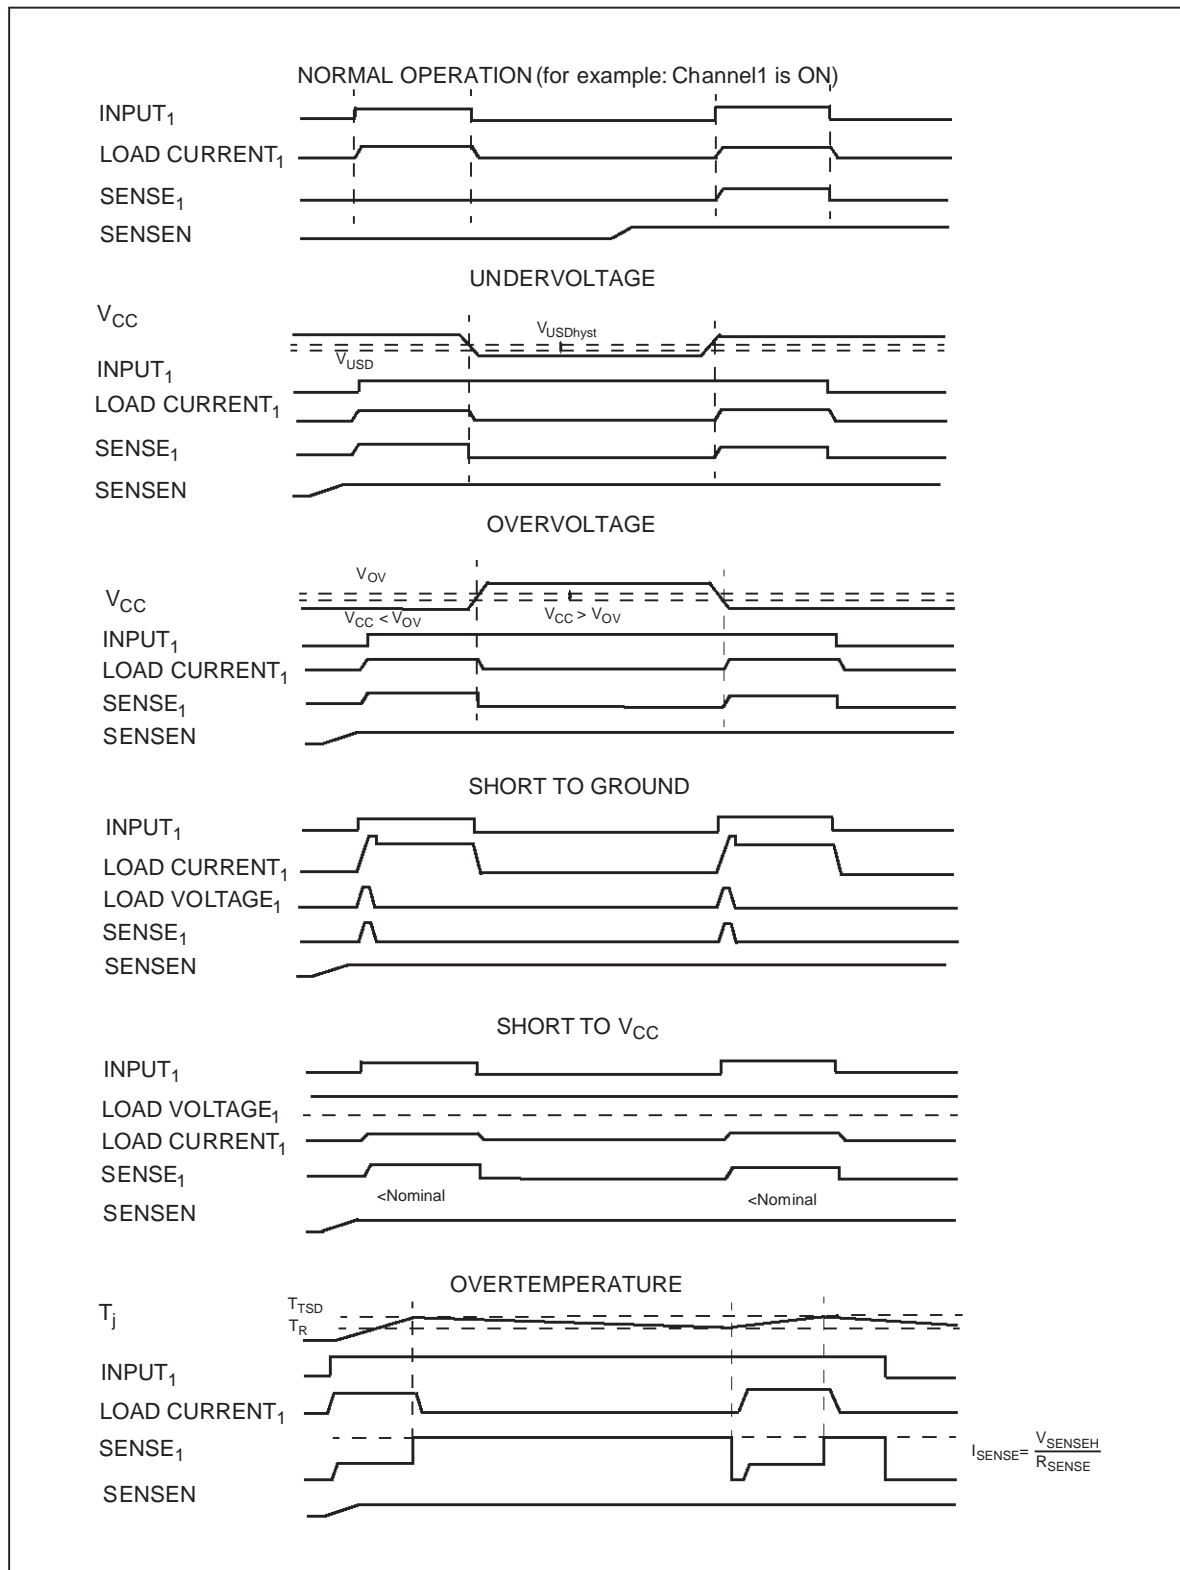 NORMAL OPERATION (for example: Channel1 is ON)
INPUT1
LOAD CURRENT1
SENSE1
SENSEN
UNDERVOLTAGE
VCC
VUSDhyst
VUSD
INPUT1
LOAD CURRENT1
SENSE1
SENSEN
OVERVOLTAGE
VOV
VCC
VCC < VOV
VCC > VOV
INPUT1
LOAD CURRENT1
SENSE1
SENSEN
SHORT TO GROUND
INPUT1
LOAD CURRENT1
LOAD VOLTAGE1
SENSE1
SENSEN
SHORT TO VCC
INPUT1
LOAD VOLTAGE1
LOAD CURRENT1
SENSE1
<Nominal
<Nominal
SENSEN
OVERTEMPERATURE
Tj
TTSD
TR
INPUT1
LOAD CURRENT1
SENSE1
ISENSE= VSENSEH
RSENSE
SENSEN